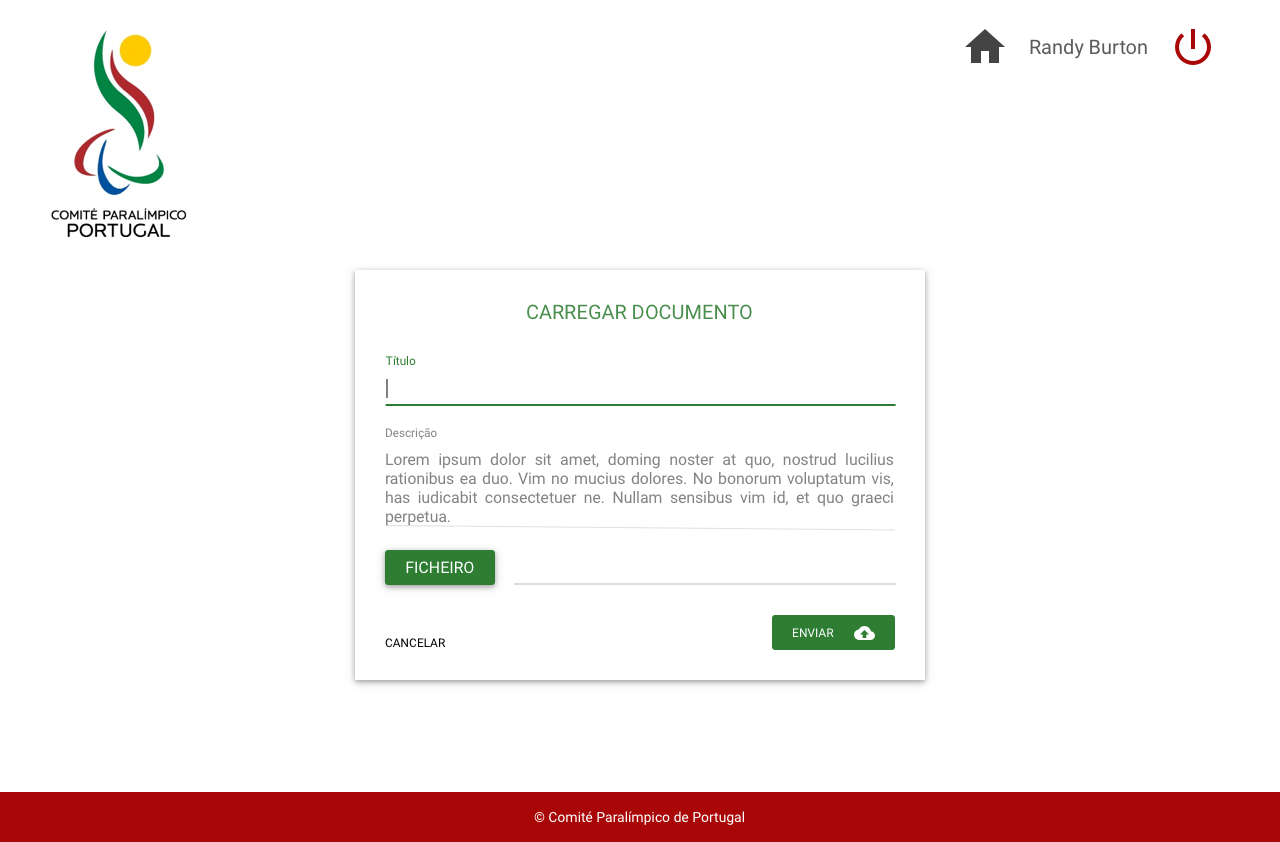 Randy Burton
COMITÉ PARALÍMPICO
PORTUGAL
CARREGAR DOCUMENTO
Título
Descrição
Lorem ipsum dolor sit amet, doming noster at quo, nostrud lucilius
rationibus ea duo. Vim no mucius dolores. No bonorum voluptatum vis,
has iudicabit consectetuer ne. Nullam sensibus vim id, et quo graeci
perpetua.
FICHEIRO
CANCELAR
ENVIAR
© Comité Paralímpico de Portugal